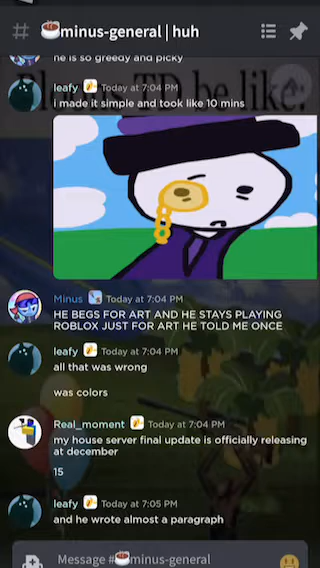 # ☕minus-general | huh
he is so greedy and picky
Bloons TD be like:
leafy Today at 7:04 PM
i made it simple and took like 10 mins
Minus Today at 7:04 PM
HE BEGS FOR ART AND HE STAYS PLAYING
ROBLOX JUST FOR ART HE TOLD ME ONCE
leafy Today at 7:04 PM
all that was wrong
was colors
Real_moment Today at 7:04 PM
my house server final update is officially releasing
at december
15
leafy Today at 7:05 PM
and he wrote almost a paragraph
Message #☕minus-general